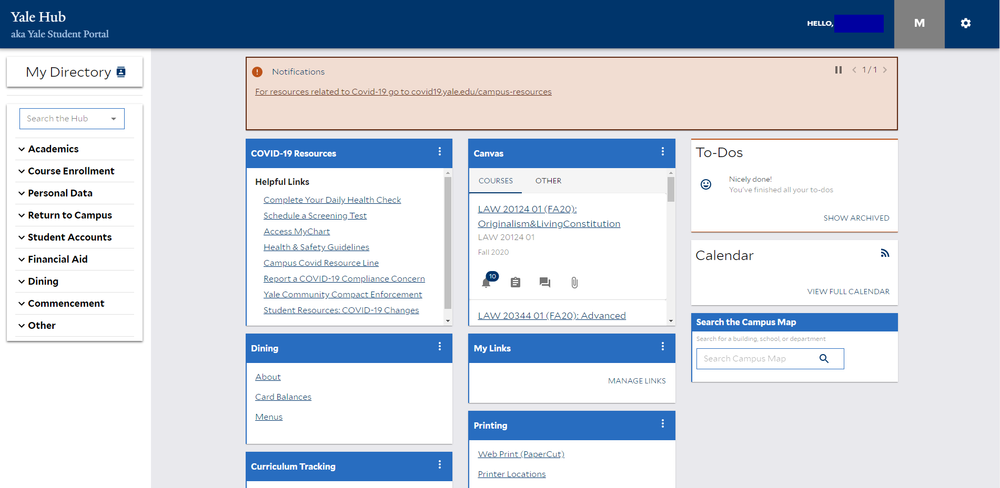 Yale Hub
aka Yale Student Portal
HELLO,
M
My Directory
Search the Hub
Academics
Course Enrollment
Personal Data
Return to Campus
Student Accounts
Financial Aid
Dining
Commencement
Other
Notifications
1 / 1
For resources related to Covid-19 go to covid19.yale.edu/campus-resources
COVID-19 Resources
Helpful Links
Complete Your Daily Health Check
Schedule a Screening Test
Access MyChart
Health & Safety Guidelines
Campus Covid Resource Line
Report a COVID-19 Compliance Concern
Yale Community Compact Enforcement
Student Resources: COVID-19 Changes
Dining
About
Card Balances
Menus
Curriculum Tracking
Canvas
COURSES OTHER
LAW 20124 01 (FA20):
Originalism&LivingConstitution
LAW 20124 01
Fall 2020
10
LAW 20344 01 (FA20): Advanced
My Links
MANAGE LINKS
Printing
Web Print (PaperCut)
Printer Locations
To-Dos
Nicely done!
You've finished all your to-dos
SHOW ARCHIVED
Calendar
VIEW FULL CALENDAR
Search the Campus Map
Search for a building, school, or department
Search Campus Map